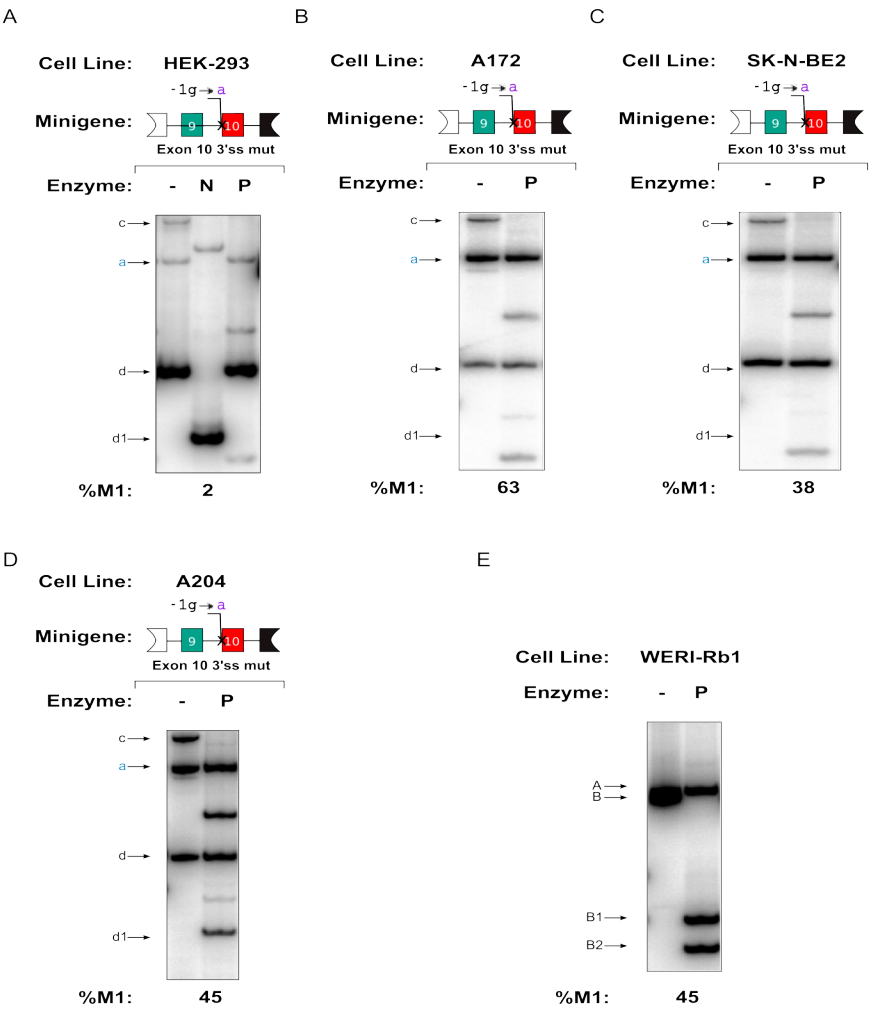 A
Cell Line: HEK-293
-1g→a
Minigene: 9 10
Exon 10 3'ss mut
Enzyme: - N P
c
a
d
d1
%M1: 2
B
Cell Line: A172
-1g→a
Minigene: 9 10
Exon 10 3'ss mut
Enzyme: - P
c
a
d
d1
%M1: 63
C
Cell Line: SK-N-BE2
-1g→a
Minigene: 9 10
Exon 10 3'ss mut
Enzyme: - P
c
a
d
d1
%M1: 38
D
Cell Line: A204
-1g→a
Minigene: 9 10
Exon 10 3'ss mut
Enzyme: - P
c
a
d
d1
%M1: 45
E
Cell Line: WERI-Rb1
Enzyme: - P
A
B
B1
B2
%M1: 45